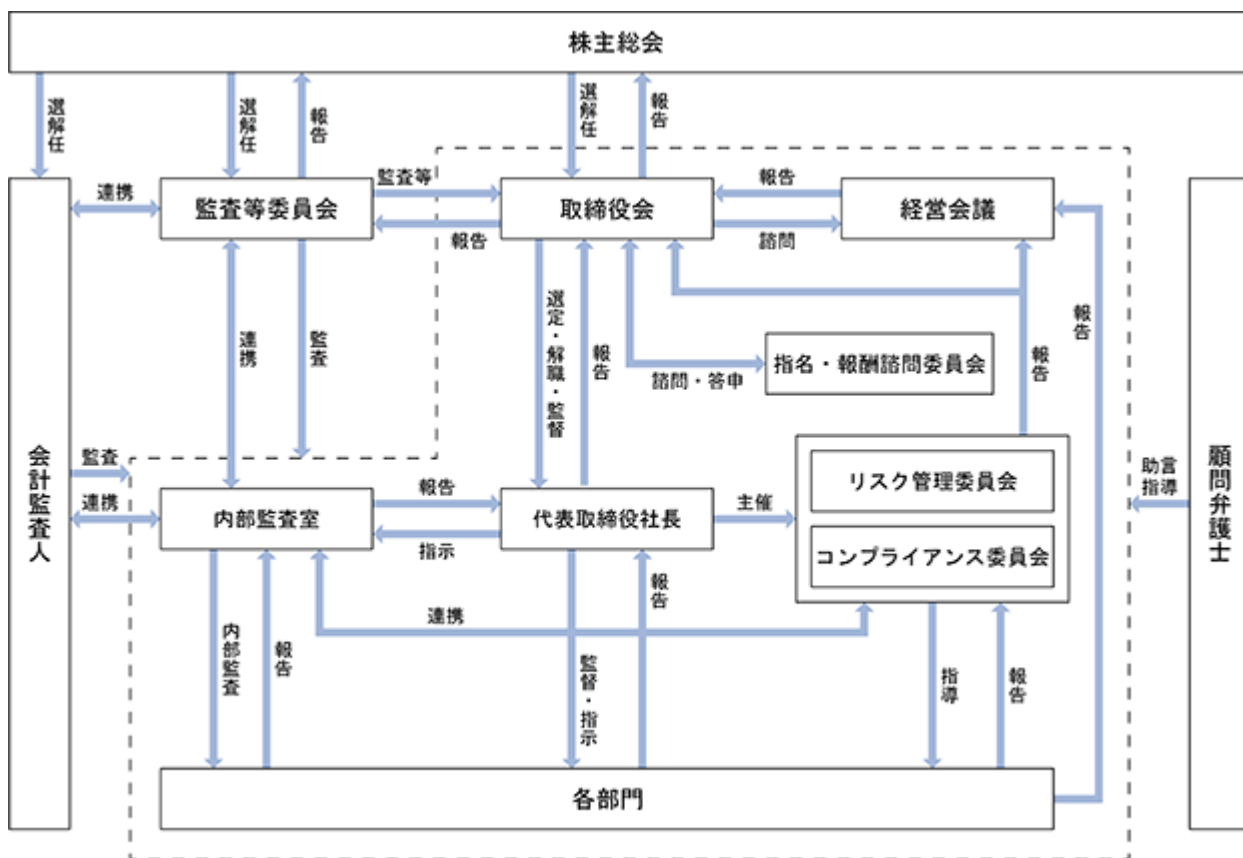 株主総会
選解任
選解任
報告
選解任
報告
会計監査人
連携
監査等委員会
監査等
報告
取締役会
報告
諮問
経営会議
連携
監査
選定・解職・監督
報告
諮問・答申
指名・報酬諮問委員会
報告
報告
監査
連携
内部監査室
報告
指示
代表取締役社長
主催
リスク管理委員会
コンプライアンス委員会
助言
指導
顧問弁護士
連携
内部監査
報告
監督・指示
報告
指導
報告
各部門